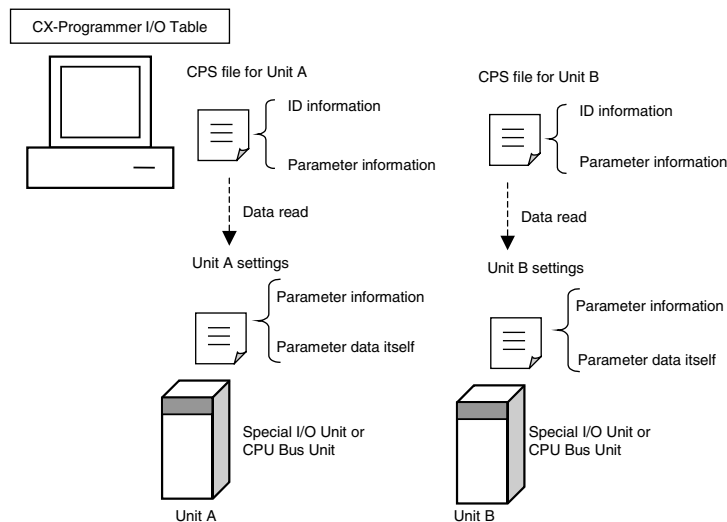 CX-Programmer I/O Table
CPS file for Unit A
ID information
Parameter information
Data read
Unit A settings
Parameter information
Parameter data itself
Special I/O Unit or
CPU Bus Unit
Unit A
CPS file for Unit B
ID information
Parameter information
Data read
Unit B settings
Parameter information
Parameter data itself
Special I/O Unit or
CPU Bus Unit
Unit B